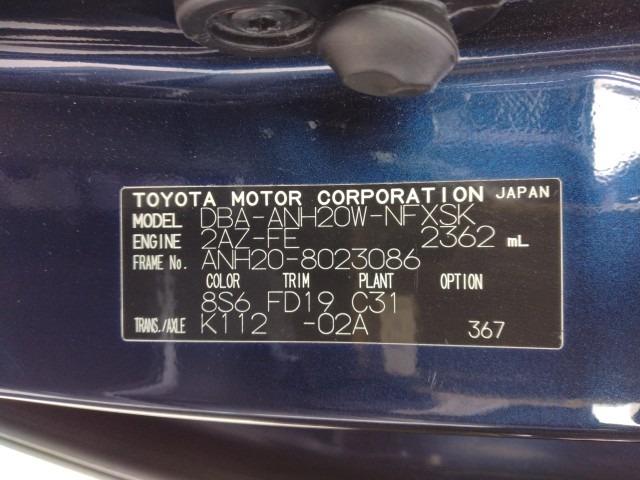 TOYOTA MOTOR CORPORATION JAPAN
MODEL DBA-ANH20W-NFXSK
ENGINE 2AZ-FE 2362 mL
FRAME No. ANH20-8023086
COLOR TRIM PLANT OPTION
8S6 FD19 C31
TRANS./AXLE K112 -02A 367